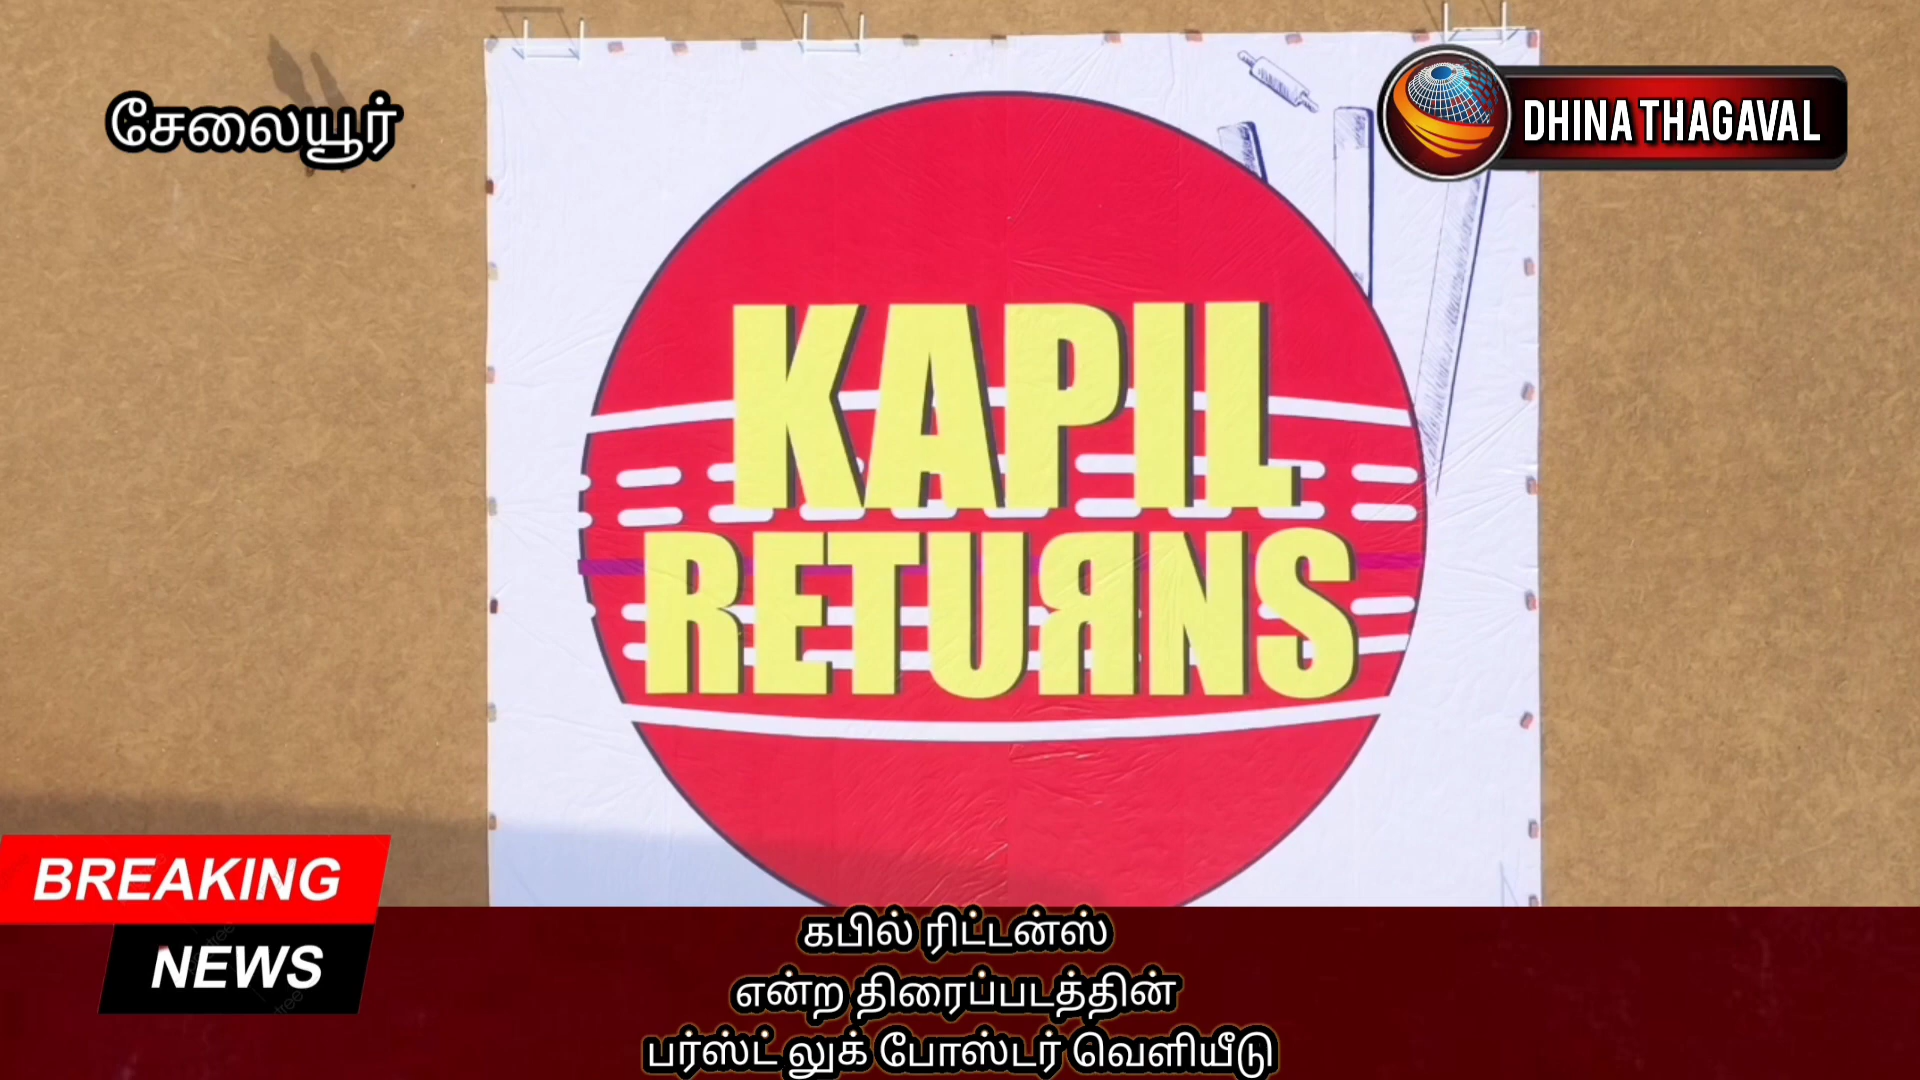 சேலையூர்
DHINA THAGAVAL
KAPIL
RETURNS
BREAKING
NEWS
கபில் ரிட்டன்ஸ்
என்ற திரைப்படத்தின்
பர்ஸ்ட் லுக் போஸ்டர் வெளியீடு